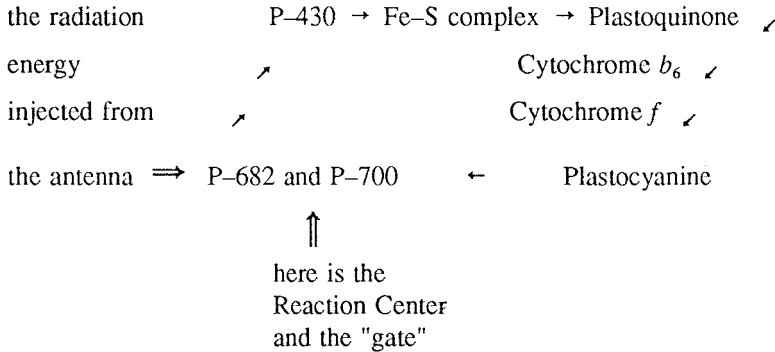 the radiation P–430 → Fe–S complex → Plastoquinone ↙
energy ↗ Cytochrome b₆ ↙
injected from ↗ Cytochrome f ↙
the antenna ⇒ P–682 and P–700 ← Plastocyanine
⇑
here is the
Reaction Center
and the "gate"